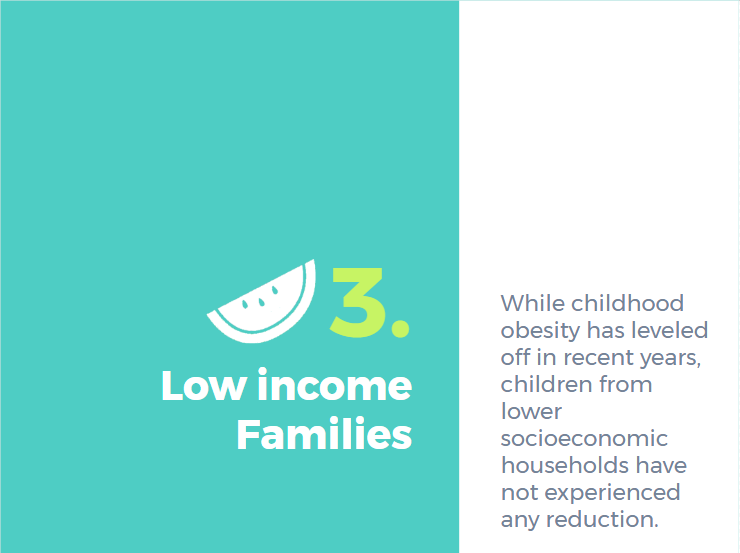 3.
Low income
Families
While childhood
obesity has leveled
off in recent years,
children from
lower
socioeconomic
households have
not experienced
any reduction.